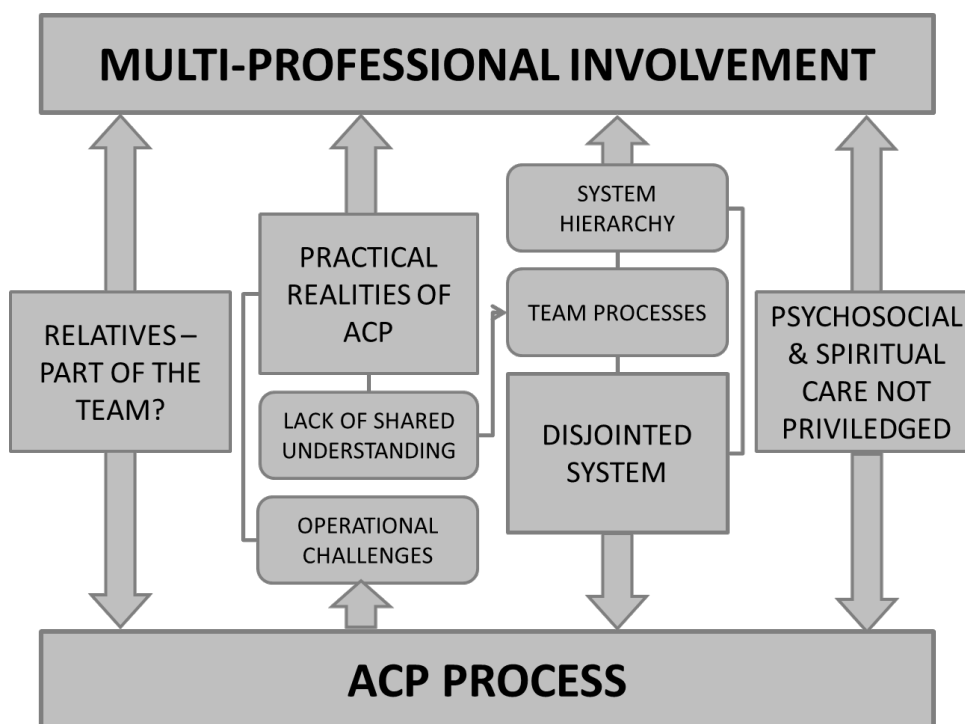 MULTI-PROFESSIONAL INVOLVEMENT
RELATIVES –
PART OF THE
TEAM?
PRACTICAL
REALITIES OF
ACP
LACK OF SHARED
UNDERSTANDING
OPERATIONAL
CHALLENGES
SYSTEM
HIERARCHY
TEAM PROCESSES
DISJOINTED
SYSTEM
PSYCHOSOCIAL
& SPIRITUAL
CARE NOT
PRIVILEDGED
ACP PROCESS